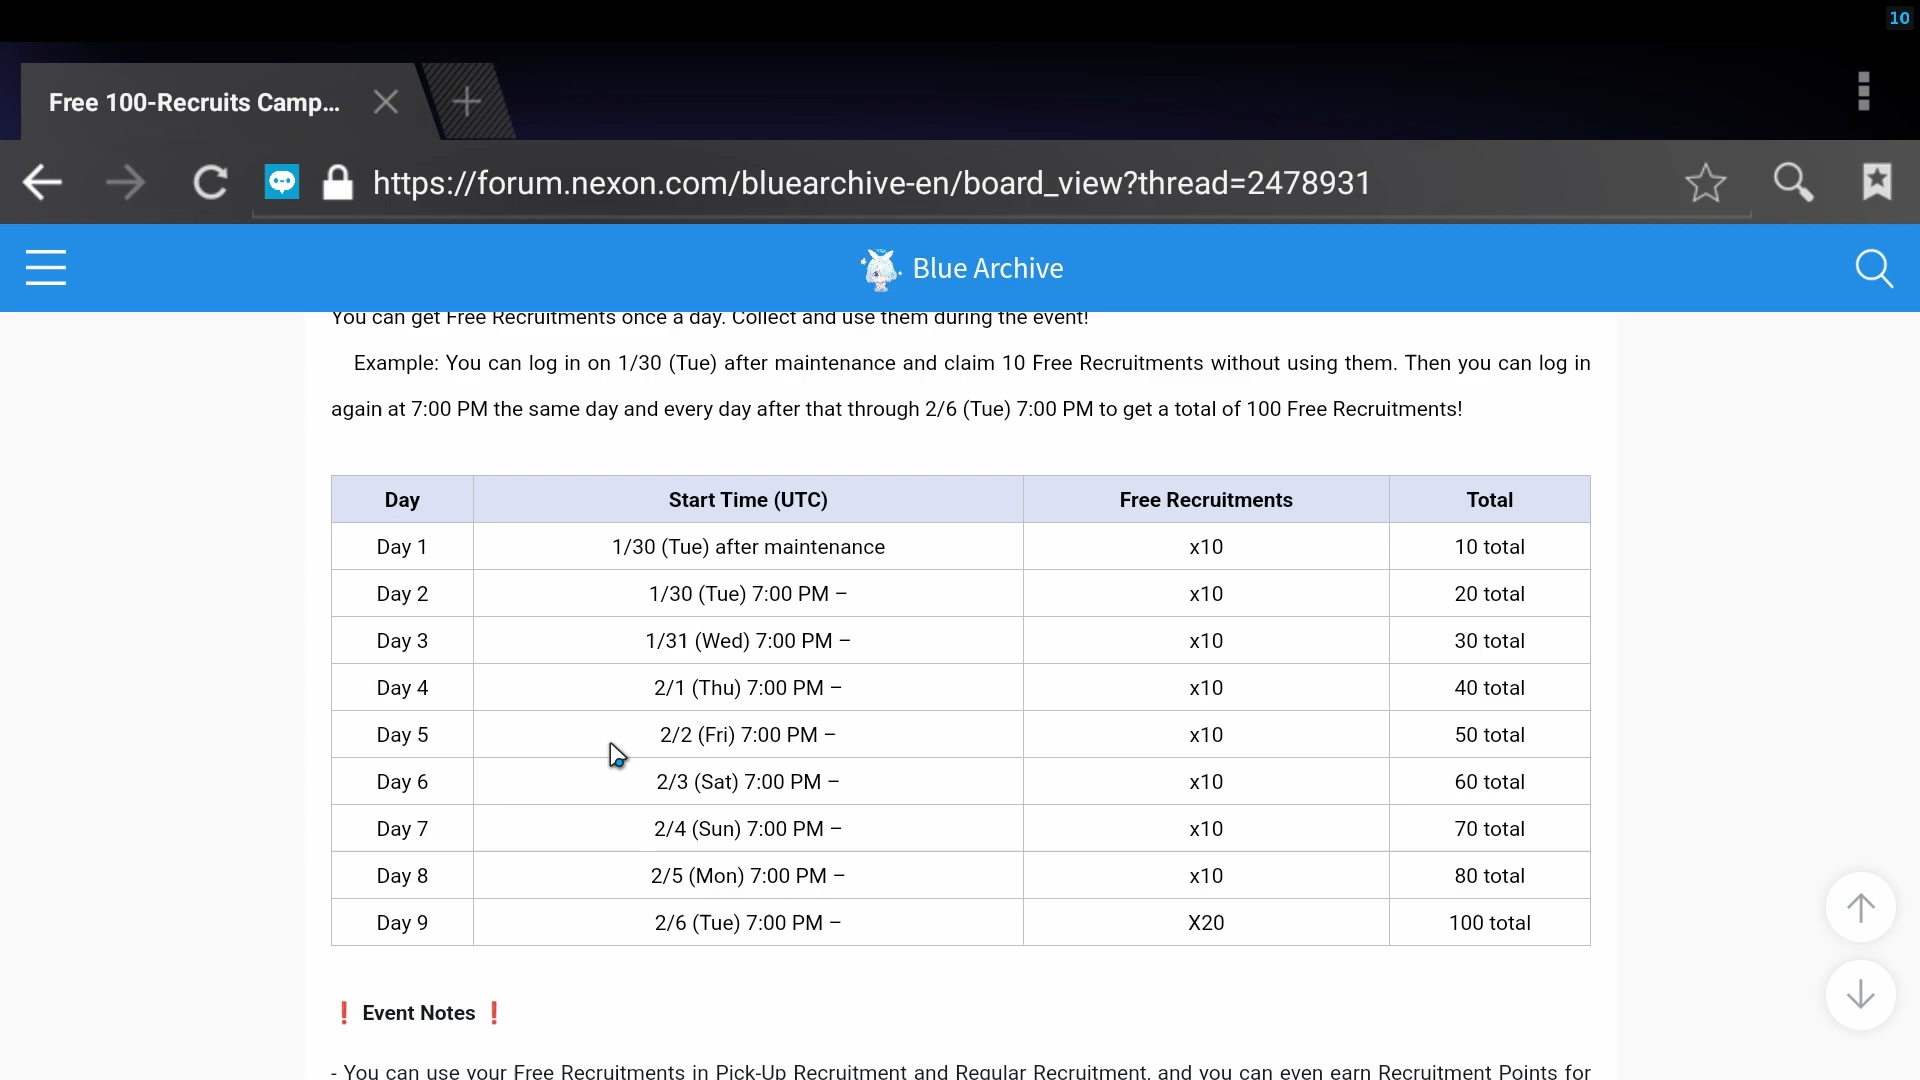 10
Free 100-Recruits Camp...
https://forum.nexon.com/bluearchive-en/board_view?thread=2478931
Blue Archive
You can get Free Recruitments once a day. Collect and use them during the event!
Example: You can log in on 1/30 (Tue) after maintenance and claim 10 Free Recruitments without using them. Then you can log in
again at 7:00 PM the same day and every day after that through 2/6 (Tue) 7:00 PM to get a total of 100 Free Recruitments!
Day Start Time (UTC) Free Recruitments Total
Day 1 1/30 (Tue) after maintenance x10 10 total
Day 2 1/30 (Tue) 7:00 PM – x10 20 total
Day 3 1/31 (Wed) 7:00 PM – x10 30 total
Day 4 2/1 (Thu) 7:00 PM – x10 40 total
Day 5 2/2 (Fri) 7:00 PM – x10 50 total
Day 6 2/3 (Sat) 7:00 PM – x10 60 total
Day 7 2/4 (Sun) 7:00 PM – x10 70 total
Day 8 2/5 (Mon) 7:00 PM – x10 80 total
Day 9 2/6 (Tue) 7:00 PM – X20 100 total
❗ Event Notes ❗
- You can use your Free Recruitments in Pick-Up Recruitment and Regular Recruitment, and you can even earn Recruitment Points for